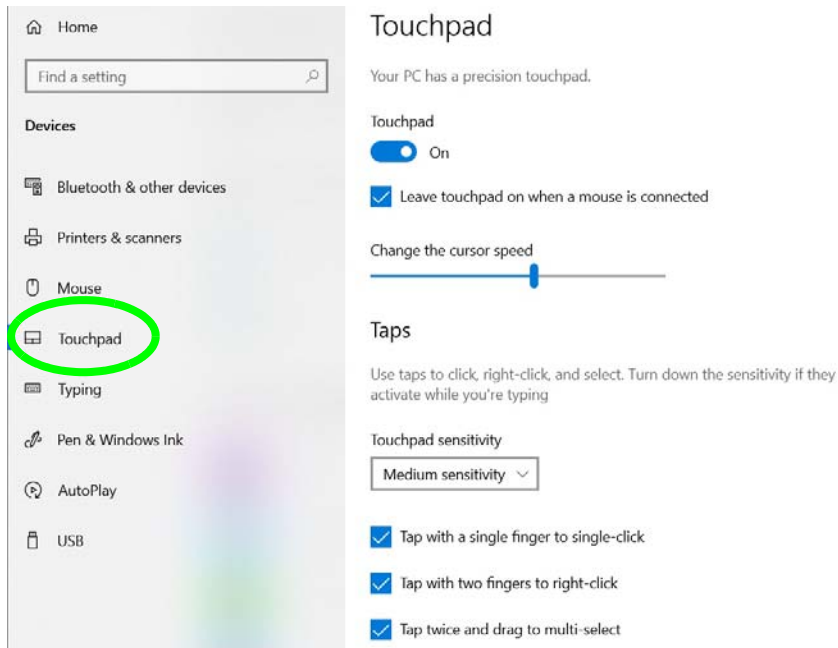 Home
Find a setting
Devices
Bluetooth & other devices
Printers & scanners
Mouse
Touchpad
Typing
Pen & Windows Ink
AutoPlay
USB
Touchpad
Your PC has a precision touchpad.
Touchpad
On
Leave touchpad on when a mouse is connected
Change the cursor speed
Taps
Use taps to click, right-click, and select. Turn down the sensitivity if they
activate while you're typing
Touchpad sensitivity
Medium sensitivity
Tap with a single finger to single-click
Tap with two fingers to right-click
Tap twice and drag to multi-select